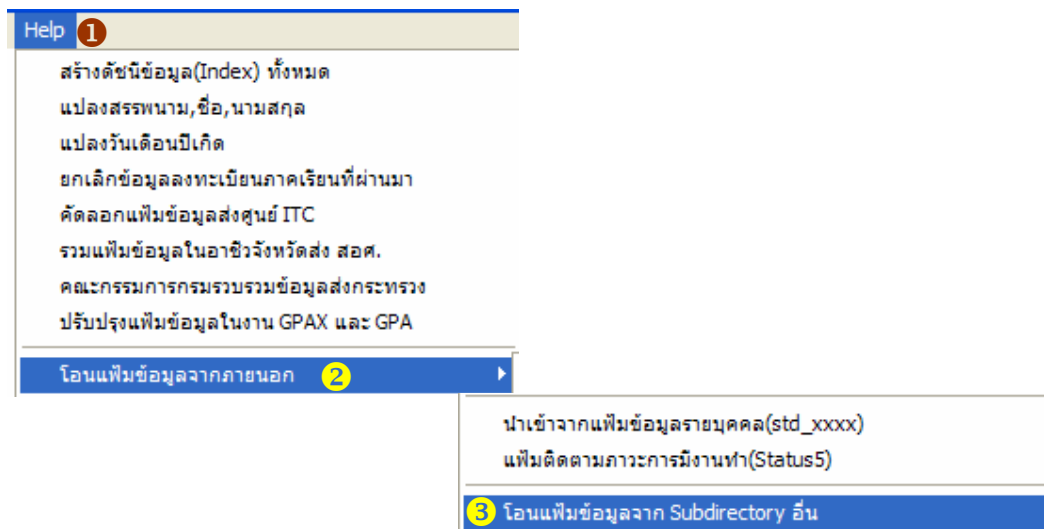 Help 1
สร้างดัชนีข้อมูล(Index) ทั้งหมด
แปลงสรรพนาม,ชื่อ,นามสกุล
แปลงวันเดือนปีเกิด
ยกเลิกข้อมูลลงทะเบียนภาคเรียนที่ผ่านมา
คัดลอกแฟ้มข้อมูลส่งศูนย์ ITC
รวมแฟ้มข้อมูลในอาชีวจังหวัดส่ง สอศ.
คณะกรรมการกรมรวบรวมข้อมูลส่งกระทรวง
ปรับปรุงแฟ้มข้อมูลในงาน GPAX และ GPA
โอนแฟ้มข้อมูลจากภายนอก 2
นำเข้าจากแฟ้มข้อมูลรายบุคคล(std_xxxx)
แฟ้มติดตามภาวะการมีงานทำ(Status5)
3 โอนแฟ้มข้อมูลจาก Subdirectory อื่น